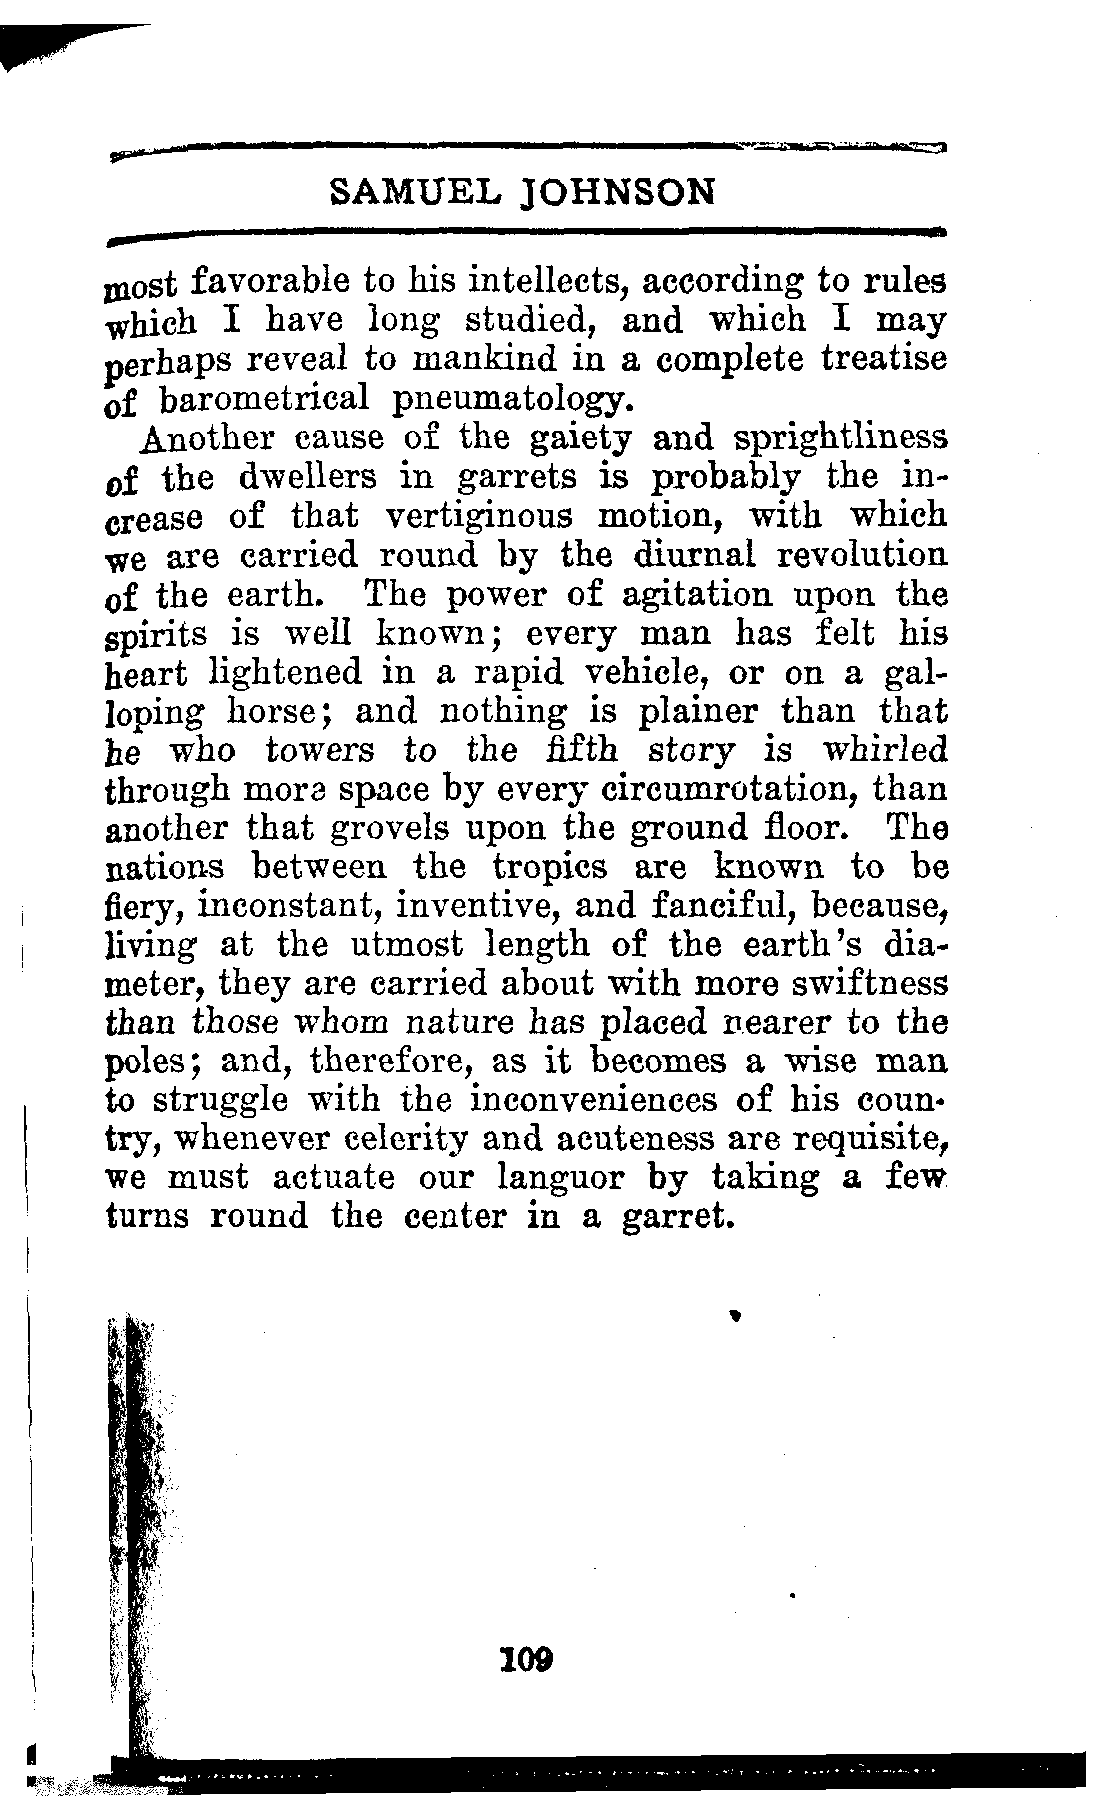 SAMUEL JOHNSON
most favorable to his intellects, according to rules
which I have long studied, and which I may
perhaps reveal to mankind in a complete treatise
of barometrical pneumatology.
Another cause of the gaiety and sprightliness
of the dwellers in garrets is probably the in-
crease of that vertiginous motion, with which
we are carried round by the diurnal revolution
of the earth. The power of agitation upon the
spirits is well known; every man has felt his
heart lightened in a rapid vehicle, or on a gal-
loping horse; and nothing is plainer than that
he who towers to the fifth story is whirled
through more space by every circumrotation, than
another that grovels upon the ground floor. The
nations between the tropics are known to be
fiery, inconstant, inventive, and fanciful, because,
living at the utmost length of the earth's dia-
meter, they are carried about with more swiftness
than those whom nature has placed nearer to the
poles; and, therefore, as it becomes a wise man
to struggle with the inconveniences of his coun-
try, whenever celerity and acuteness are requisite,
we must actuate our languor by taking a few
turns round the center in a garret.
109